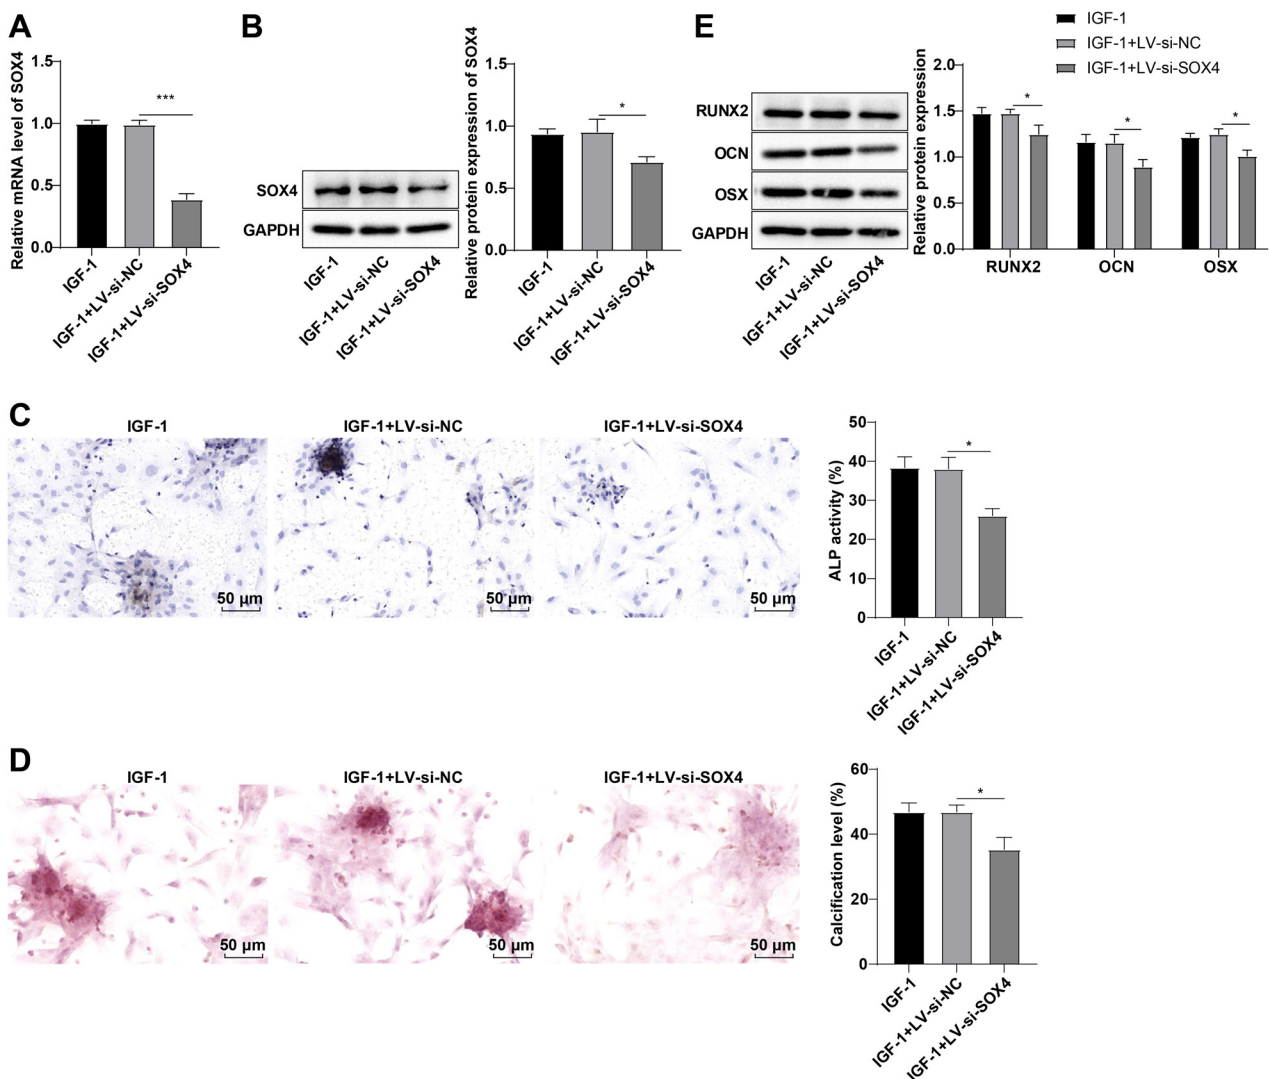 A
Relative mRNA level of SOX4
1.5
1.0
0.5
0.0
***
IGF-1
IGF-1+LV-si-NC
IGF-1+LV-si-SOX4
B
SOX4
GAPDH
IGF-1
IGF-1+LV-si-NC
IGF-1+LV-si-SOX4
Relative protein expression of SOX4
1.5
1.0
0.5
0.0
*
IGF-1
IGF-1+LV-si-NC
IGF-1+LV-si-SOX4
E
RUNX2
OCN
OSX
GAPDH
IGF-1
IGF-1+LV-si-NC
IGF-1+LV-si-SOX4
IGF-1
IGF-1+LV-si-NC
IGF-1+LV-si-SOX4
Relative protein expression
2.0
1.5
1.0
0.5
0.0
*
*
*
RUNX2
OCN
OSX
C
IGF-1
IGF-1+LV-si-NC
IGF-1+LV-si-SOX4
50 µm
50 µm
50 µm
ALP activity (%)
50
40
30
20
10
0
*
IGF-1
IGF-1+LV-si-NC
IGF-1+LV-si-SOX4
D
IGF-1
IGF-1+LV-si-NC
IGF-1+LV-si-SOX4
50 µm
50 µm
50 µm
Calcification level (%)
60
40
20
0
*
IGF-1
IGF-1+LV-si-NC
IGF-1+LV-si-SOX4